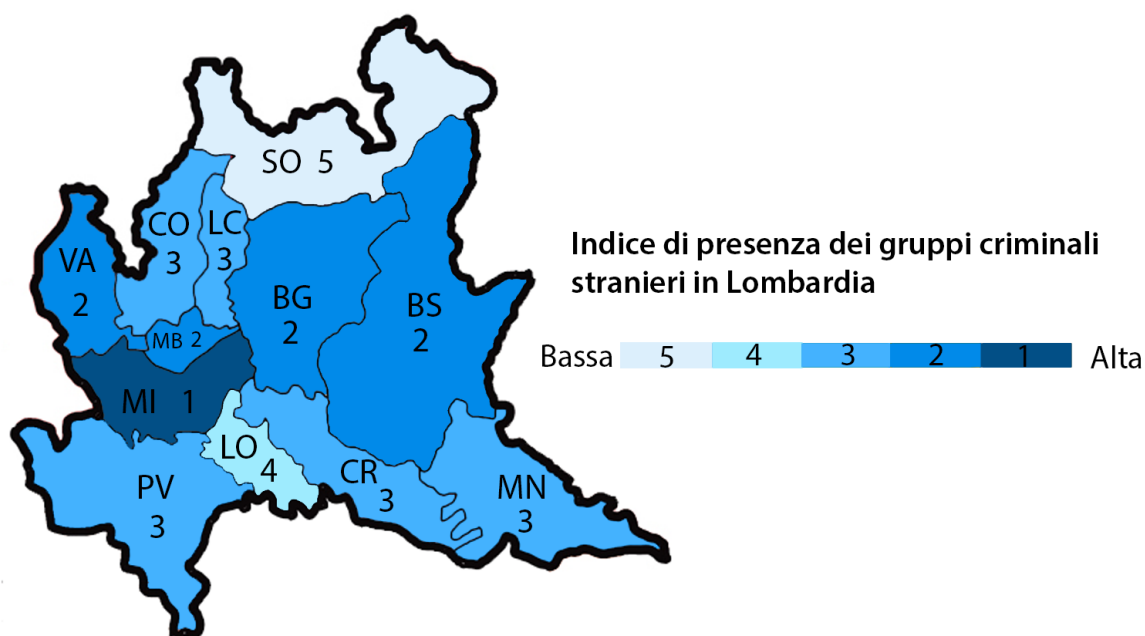 SO 5
CO
3
LC
3
VA
2
BG
2
BS
2
MB 2
MI 1
LO
4
CR
3
PV
3
MN
3
Indice di presenza dei gruppi criminali
stranieri in Lombardia
Bassa 5 4 3 2 1 Alta